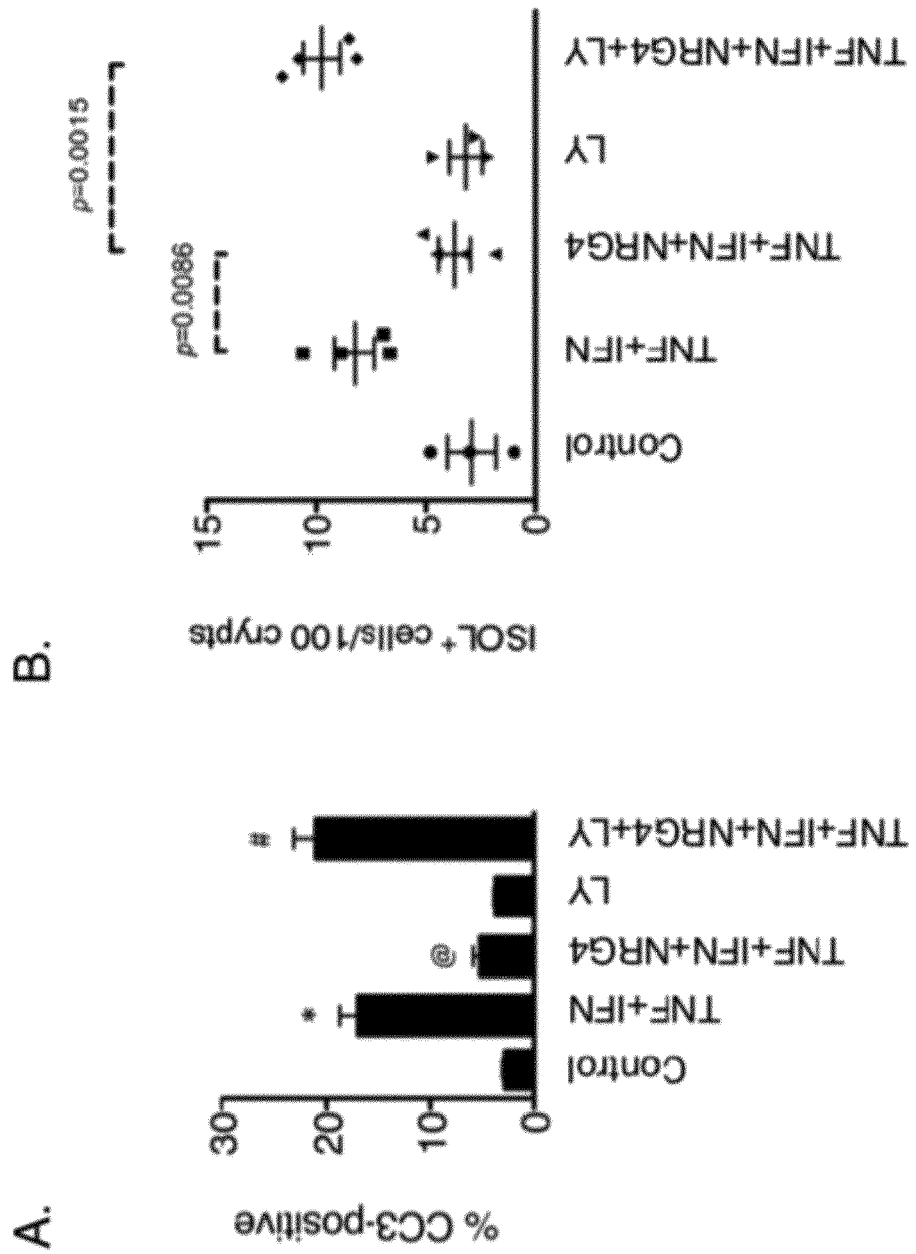 A.
% CC3-positive
30
20
10
0
*
@
#
Control
TNF+IFN
TNF+IFN+NRG4
LY
TNF+IFN+NRG4+LY
B.
ISOL⁺ cells/100 crypts
15
10
5
0
p=0.0086
p=0.0015
Control
TNF+IFN
TNF+IFN+NRG4
LY
TNF+IFN+NRG4+LY